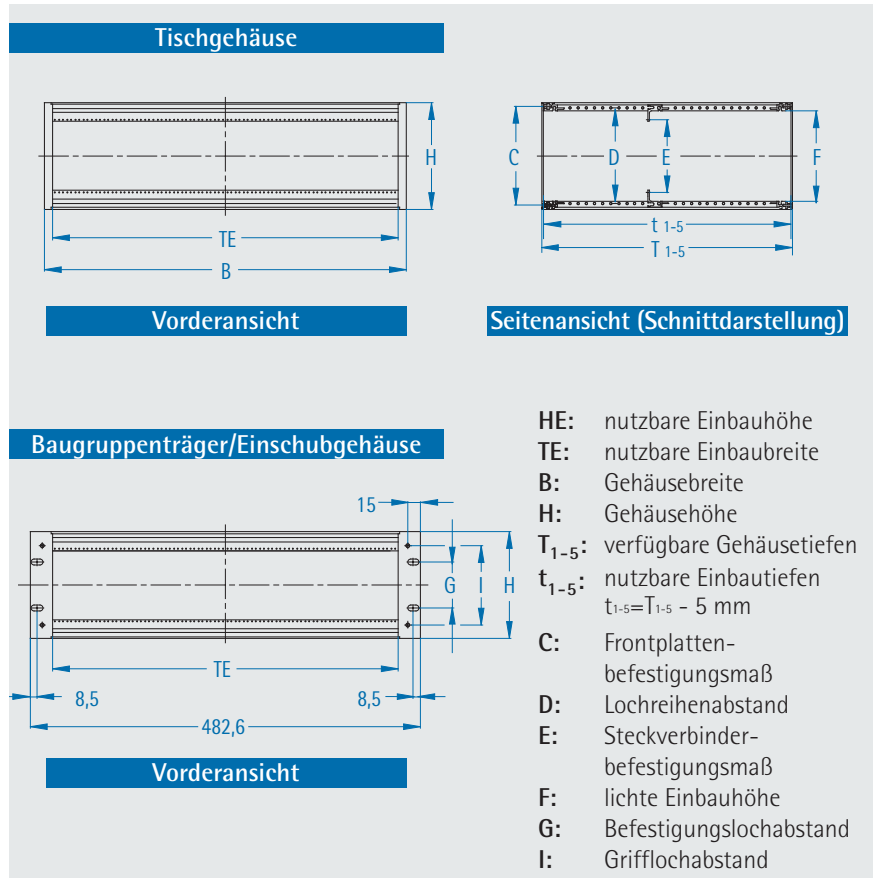 Tischgehäuse
H
TE
B
C
D
E
F
t 1-5
T 1-5
Vorderansicht
Seitenansicht (Schnittdarstellung)
Baugruppenträger/Einschubgehäuse
15
G
I
H
TE
8,5
8,5
482,6
Vorderansicht
HE: nutzbare Einbauhöhe
TE: nutzbare Einbaubreite
B: Gehäusebreite
H: Gehäusehöhe
T1-5: verfügbare Gehäusetiefen
t1-5: nutzbare Einbautiefen
t1-5=T1-5 - 5 mm
C: Frontplatten-
befestigungsmaß
D: Lochreihenabstand
E: Steckverbinder-
befestigungsmaß
F: lichte Einbauhöhe
G: Befestigungslochabstand
I: Grifflochabstand